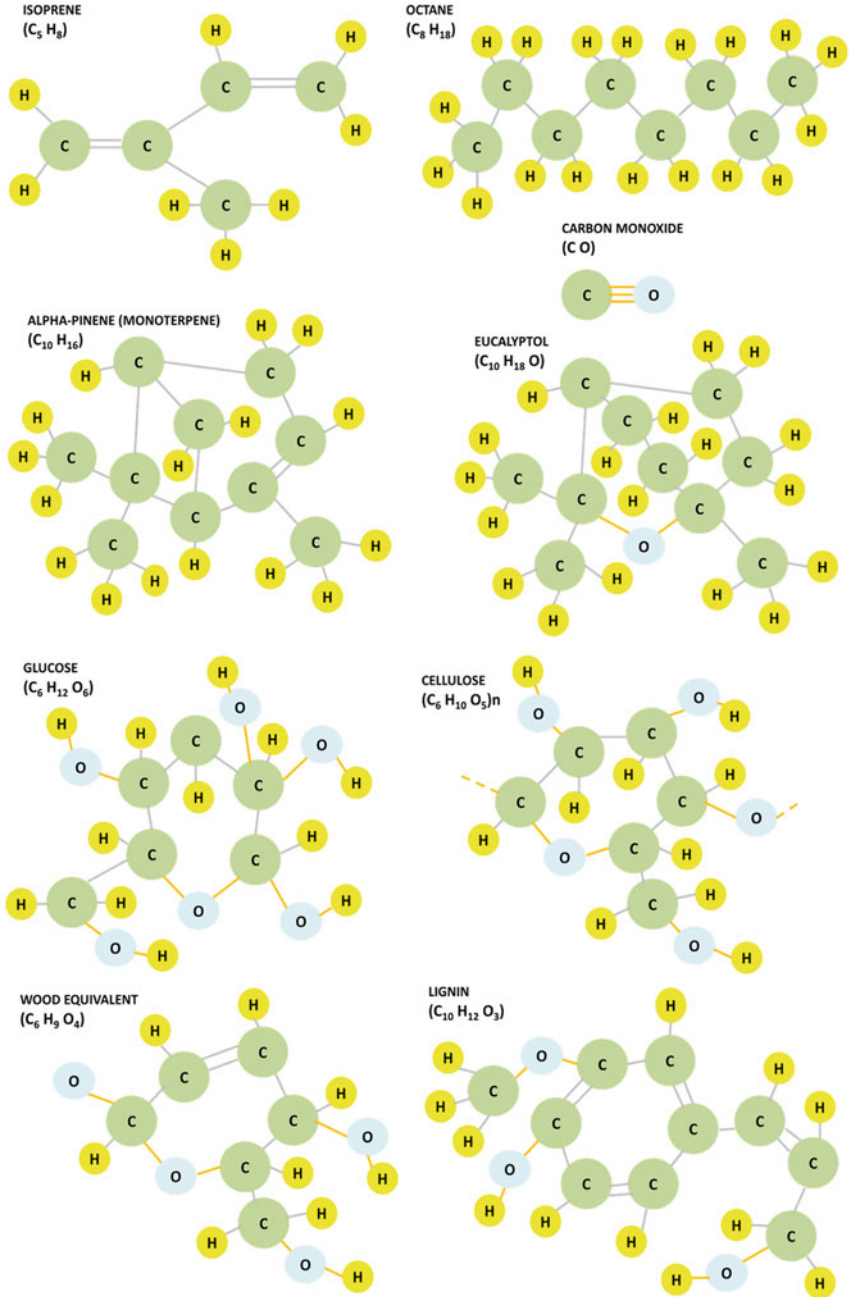 ISOPRENE
(C5 H8)
H H
H C C
H
C C
H
H C H
H
OCTANE
(C8 H18)
H H H H H H H
H
C C C C
H H
C C C C
H H H H H H H
H
CARBON MONOXIDE
(C O)
C O
ALPHA-PINENE (MONOTERPENE)
(C10 H16)
H H
H C C
H C H H
C
H C H
C C
H C
C C H
H H H
H
H H
EUCALYPTOL
(C10 H18 O)
H H
C
H C
C H
H H H
H
C C
H C H
C H C
H
O
C C H
H H H
H H
GLUCOSE
(C6 H12 O6)
H
O
H
H C H O
O
C C H
H
H C H
C
H C H O O H
O H
CELLULOSE
(C6 H10 O5)n
H
O O H
C C
H H
C H C
O
H
O C H
C H
H
O H
WOOD EQUIVALENT
(C6 H9 O4)
H
H C
O C
H
C C O
H
O C H H
C H
H
O H
LIGNIN
(C10 H12 O3)
H
O C C
H H
C
H H
C C C
H
O C
C C
H
H H H C
H O H